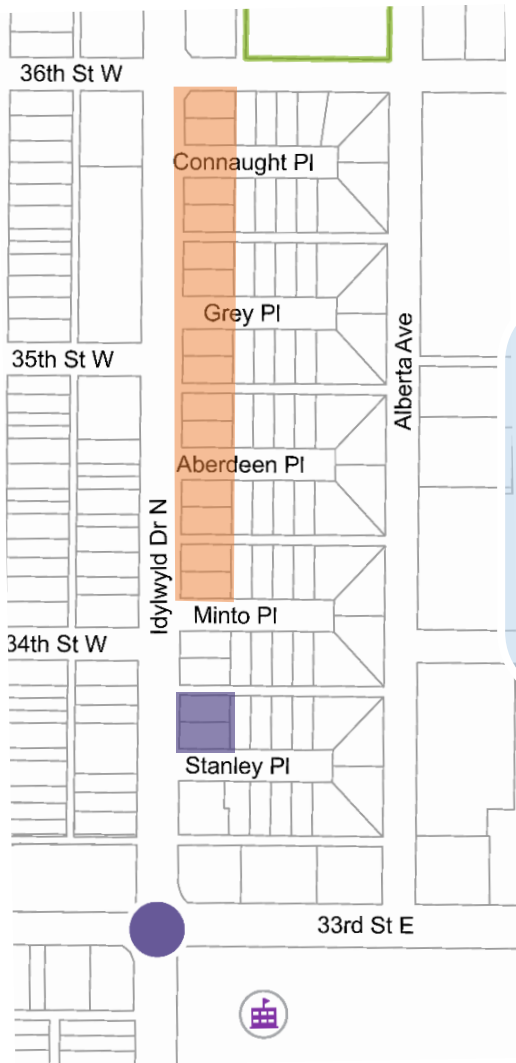 36th St W
Connaught Pl
Grey Pl
Alberta Ave
35th St W
Aberdeen Pl
Idylwyld Dr N
Minto Pl
34th St W
Stanley Pl
33rd St E